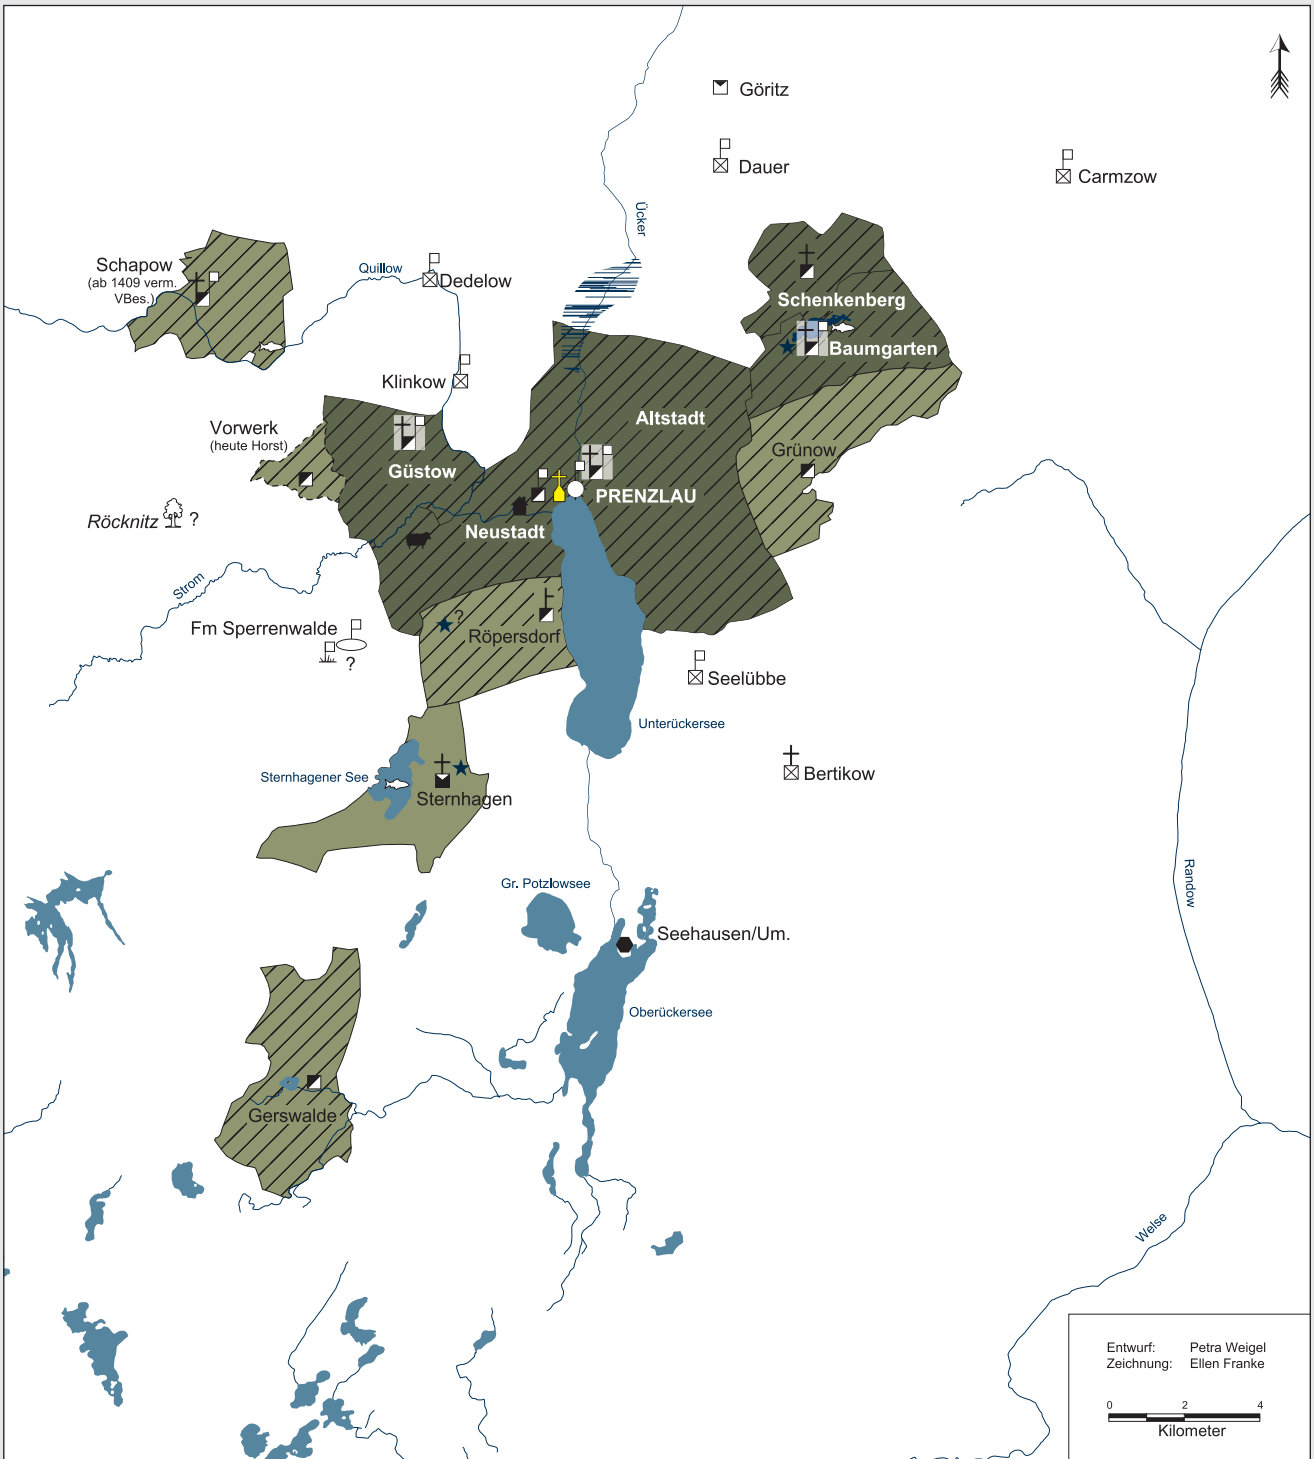 Göritz
Dauer
Carmzow
Ücker
Schapow
(ab 1409 verm.
VBes.)
Quillow
Dedelow
Schenkenberg
Baumgarten
Klinkow
Altstadt
Vorwerk
(heute Horst)
Güstow
Grünow
PRENZLAU
Röcknitz ?
Neustadt
Strom
?
Fm Sperrenwalde
?
Röpersdorf
Seelübbe
Unterückersee
Sternhagener See
Bertikow
Sternhagen
Gr. Potzlowsee
Randow
Seehausen/Um.
Oberückersee
Gerswalde
Welse
Entwurf: Petra Weigel
Zeichnung: Ellen Franke
0 2 4
Kilometer